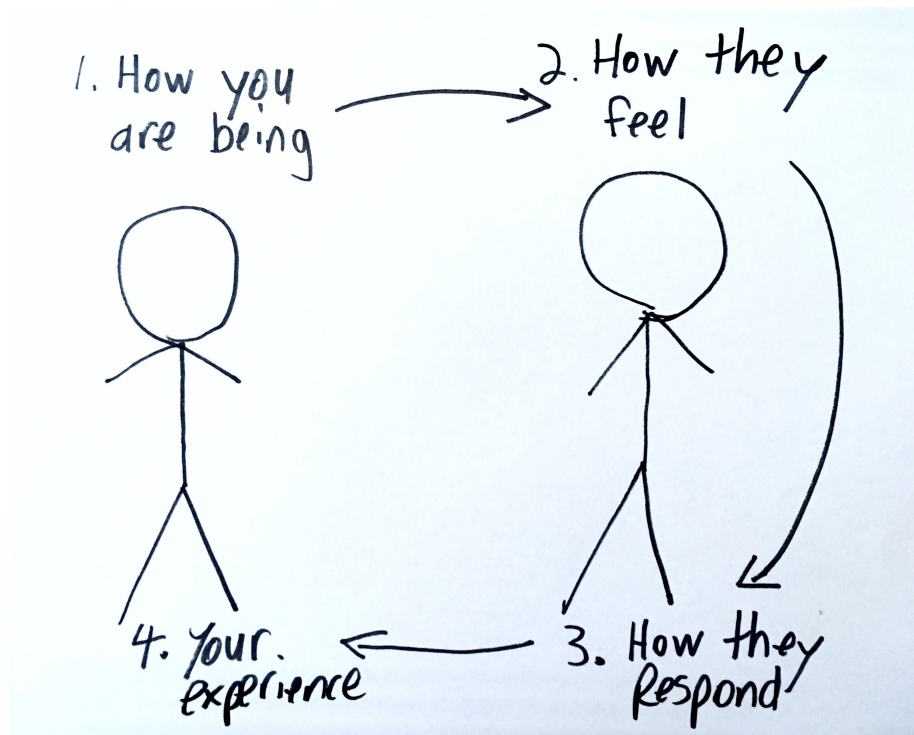 1. How you
are being
2. How they
feel
3. How they
Respond
4. Your.
experience